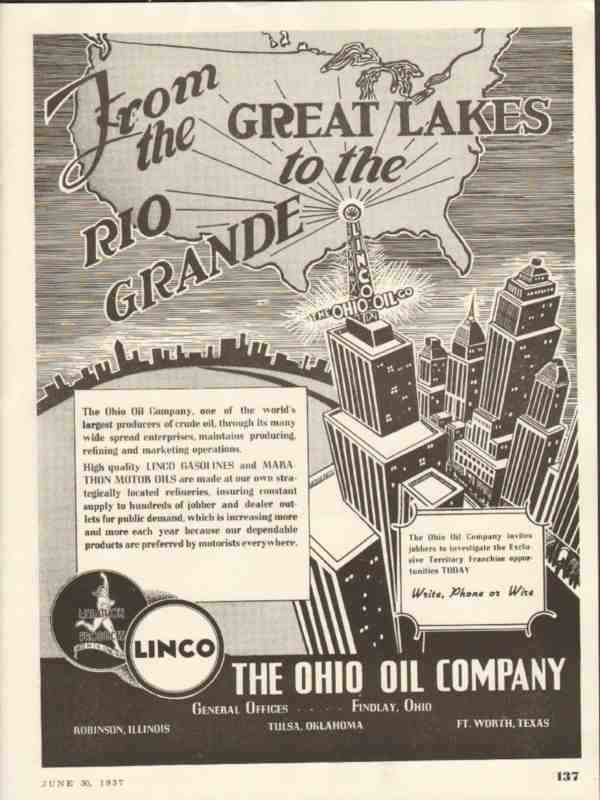 From
the
GREAT LAKES
to the
RIO
GRANDE
LINCO
THE OHIO OIL CO
The Ohio Oil Company, one of the world's
largest producers of crude oil, through its many
wide spread enterprises, maintains producing,
refining and marketing operations.
High quality LINCO GASOLINES and MARA-
THON MOTOR OILS are made at our own stra-
tegically located refineries, insuring constant
supply to hundreds of jobber and dealer out-
lets for public demand, which is increasing more
and more each year because our dependable
products are preferred by motorists everywhere.
The Ohio Oil Company invites
jobbers to investigate the Exclu-
sive Territory Franchise oppor-
tunities TODAY
Write, Phone or Wire
PRODUCTS
LINCO
THE OHIO OIL COMPANY
GENERAL OFFICES - - - - - FINDLAY, OHIO
ROBINSON, ILLINOIS
TULSA, OKLAHOMA
FT. WORTH, TEXAS
JUNE 30, 1937
137